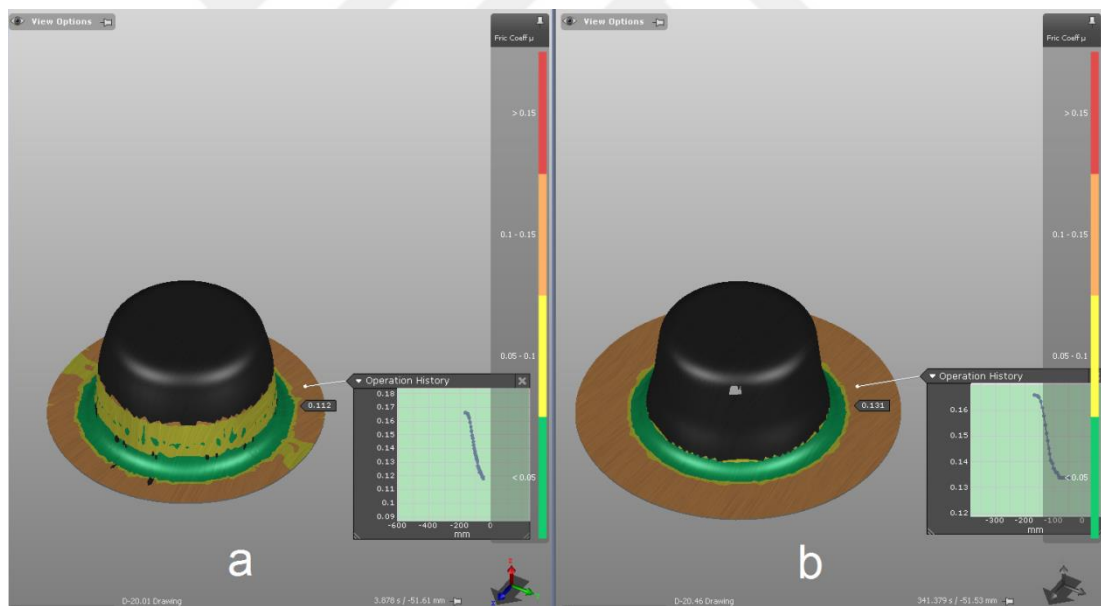 View Options
Fric Coeff μ
> 0.15
0.1 - 0.15
0.05 - 0.1
< 0.05
Operation History
0.18
0.17
0.16
0.15
0.14
0.13
0.12
0.11
0.1
0.09
-600 -400 -200 0
mm
0.112
a
D-20.01 Drawing
3.878 s / -51.61 mm
View Options
Fric Coeff μ
> 0.15
0.1 - 0.15
0.05 - 0.1
< 0.05
Operation History
0.16
0.15
0.14
0.13
0.12
-300 -200 -100 0
mm
0.131
b
D-20.46 Drawing
341.379 s / -51.53 mm